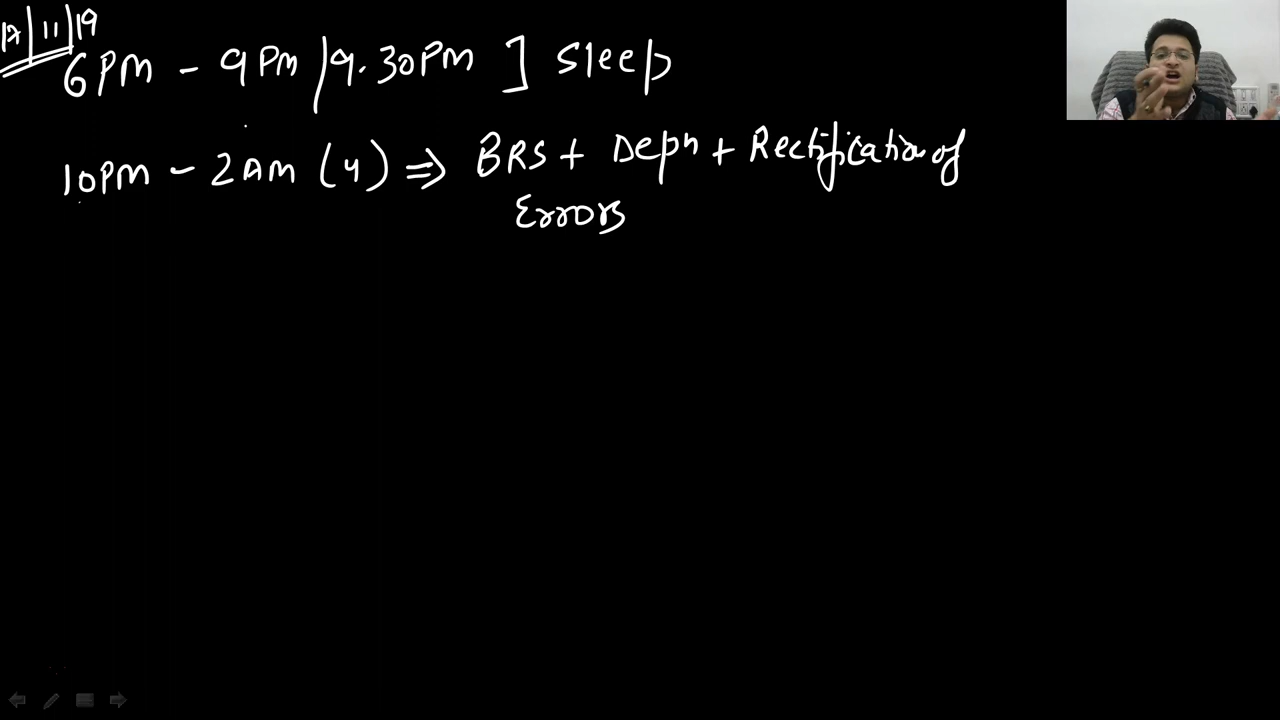 17/11/19
6PM - 9PM/9.30PM ] Sleep
10PM - 2AM (4) ⇒ BRS + Depn + Rectification of
Errors